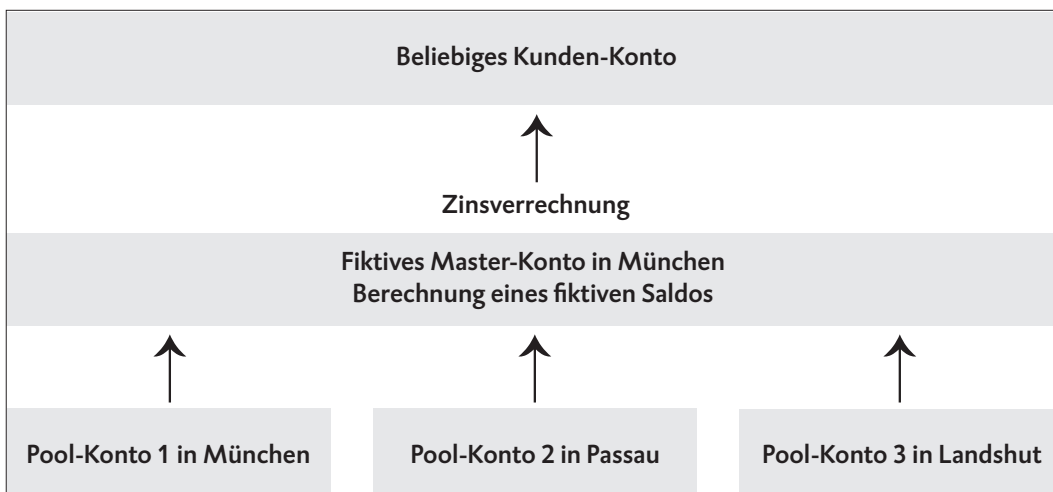 Beliebiges Kunden-Konto
Zinsverrechnung
Fiktives Master-Konto in München
Berechnung eines fiktiven Saldos
Pool-Konto 1 in München
Pool-Konto 2 in Passau
Pool-Konto 3 in Landshut